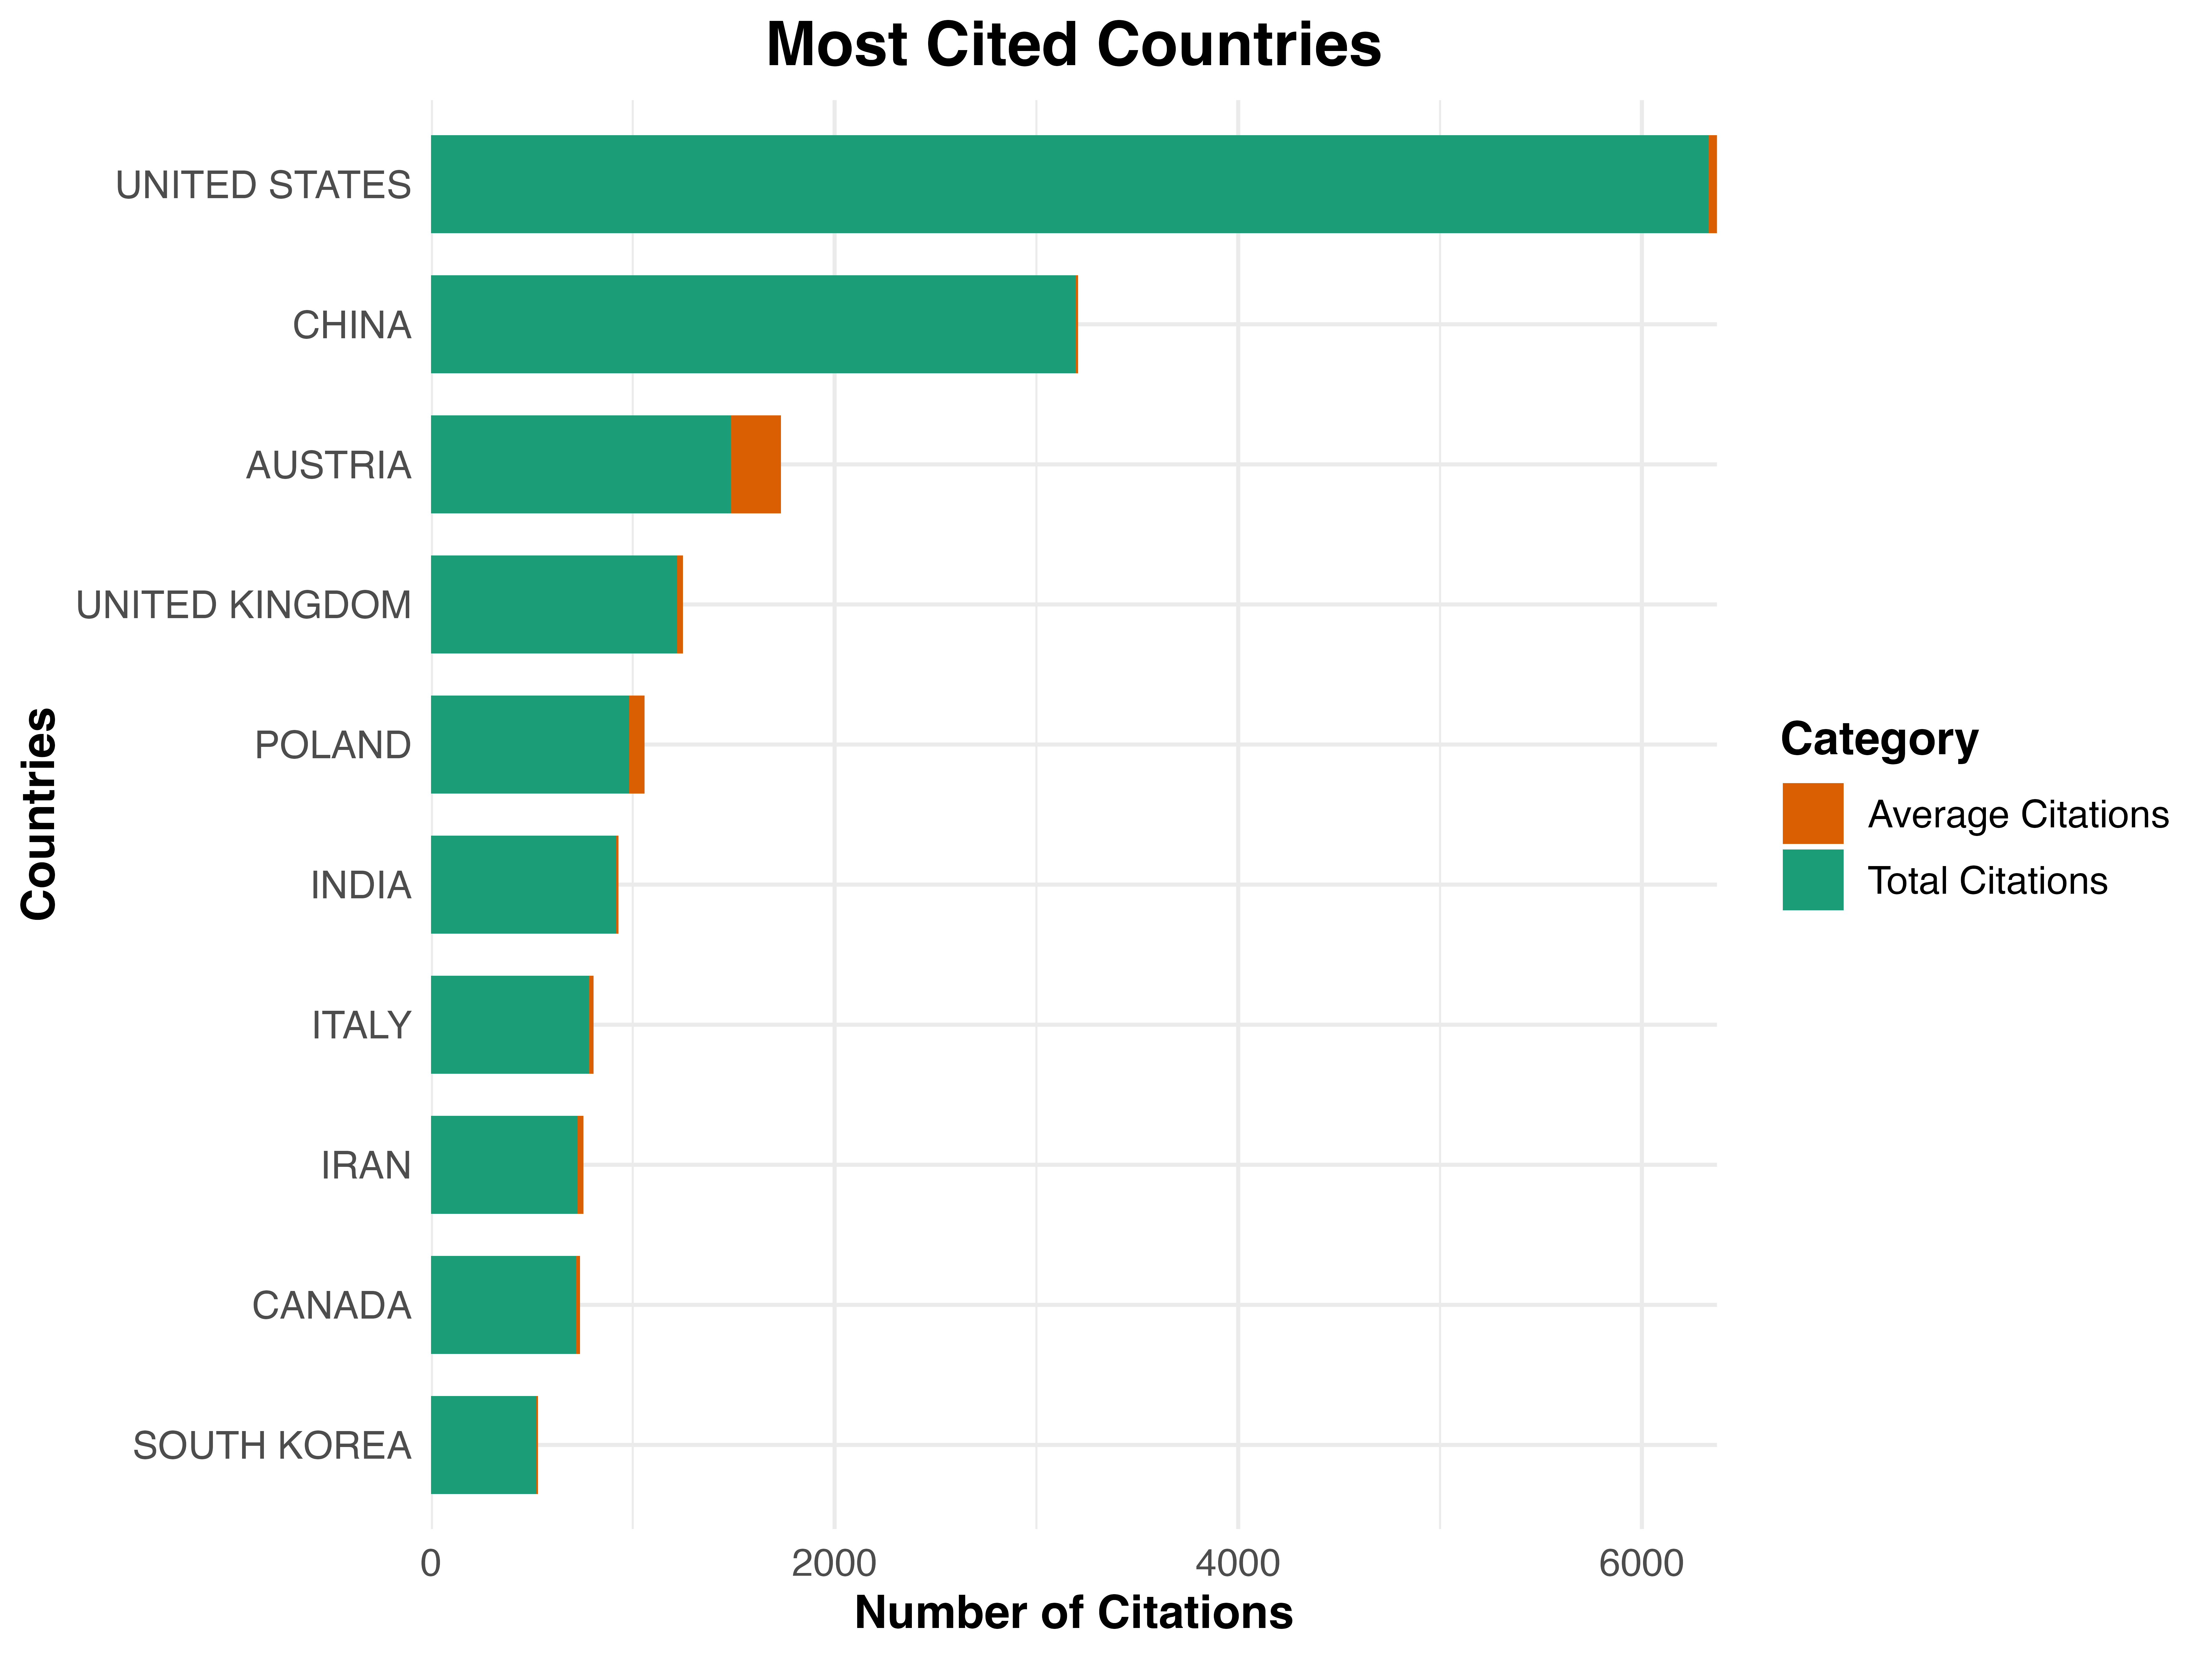 Most Cited Countries
UNITED STATES
CHINA
AUSTRIA
UNITED KINGDOM
POLAND
INDIA
ITALY
IRAN
CANADA
SOUTH KOREA
Countries
0 2000 4000 6000
Number of Citations
Category
Average Citations
Total Citations